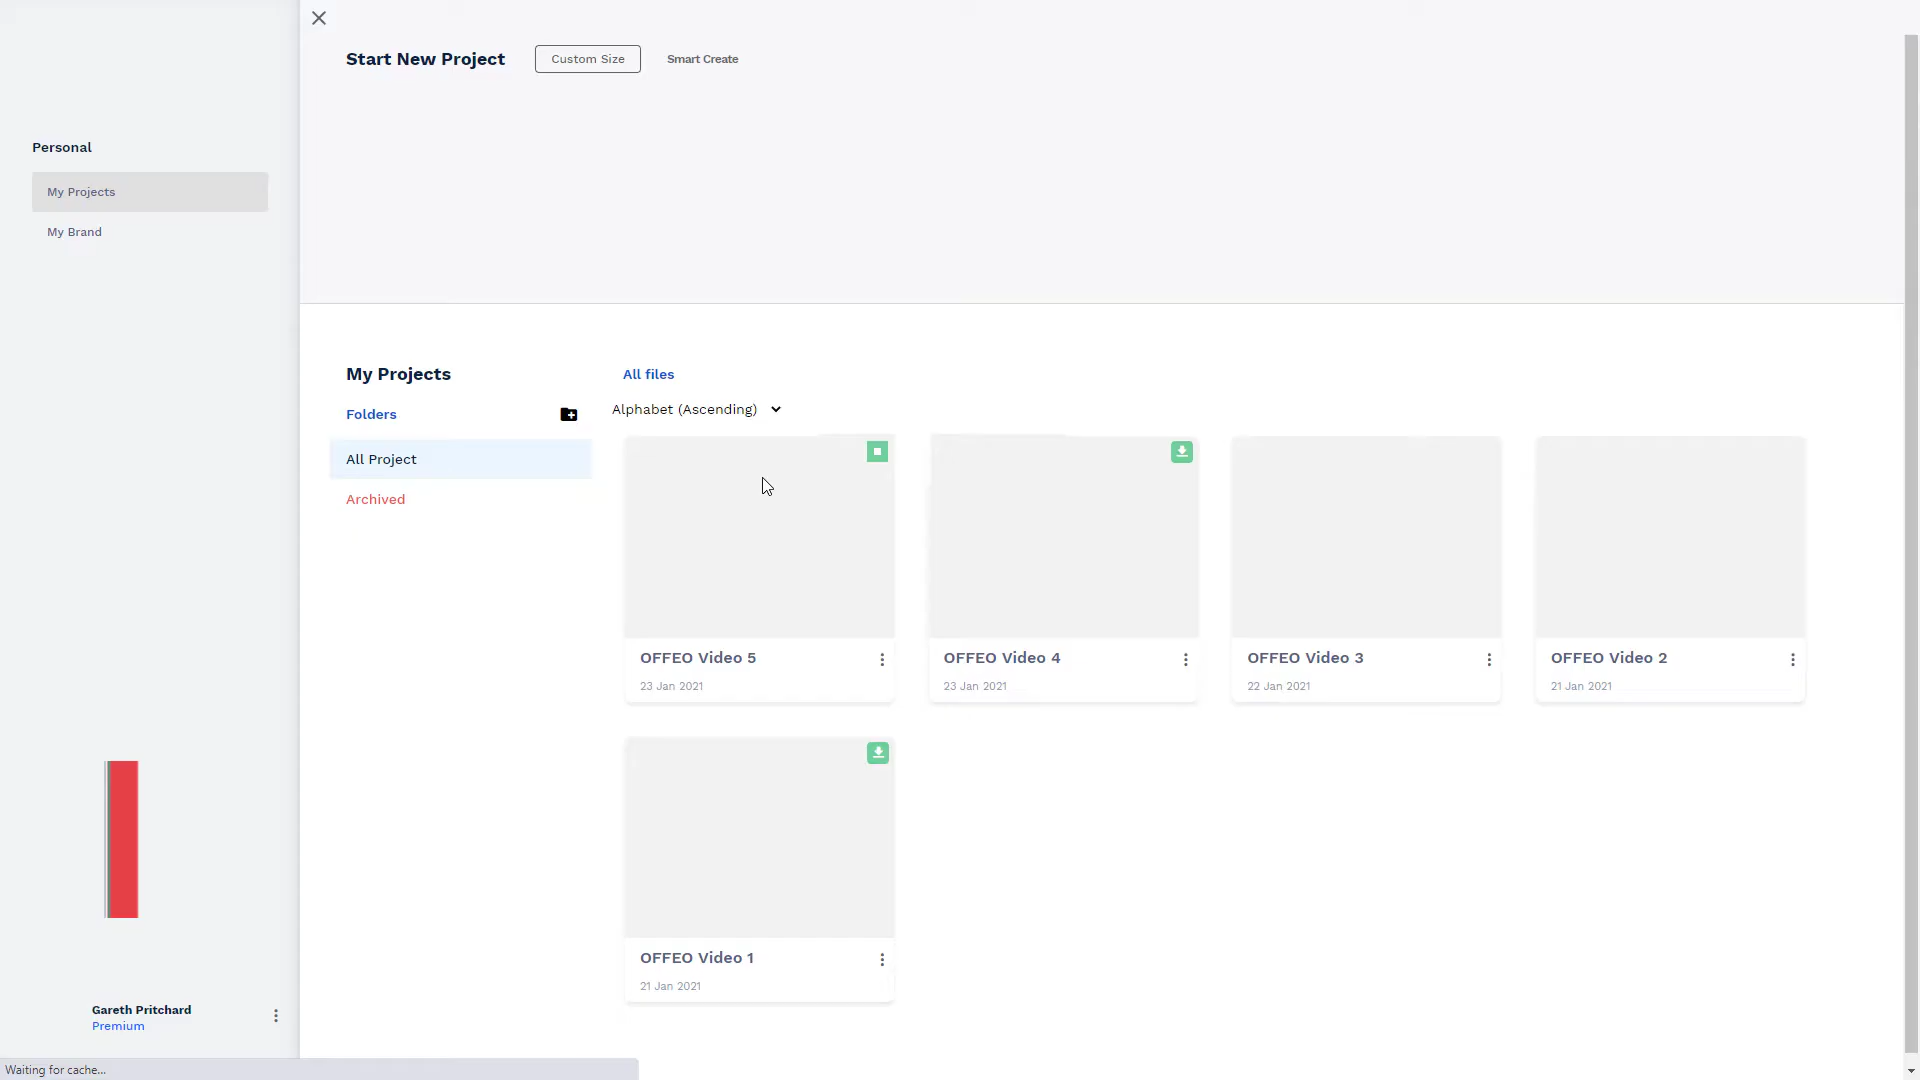 Start New Project
Custom Size
Smart Create
Personal
My Projects
My Brand
My Projects
All files
Folders
Alphabet (Ascending)
All Project
Archived
OFFEO Video 5
23 Jan 2021
OFFEO Video 4
23 Jan 2021
OFFEO Video 3
22 Jan 2021
OFFEO Video 2
21 Jan 2021
OFFEO Video 1
21 Jan 2021
Gareth Pritchard
Premium
Waiting for cache...